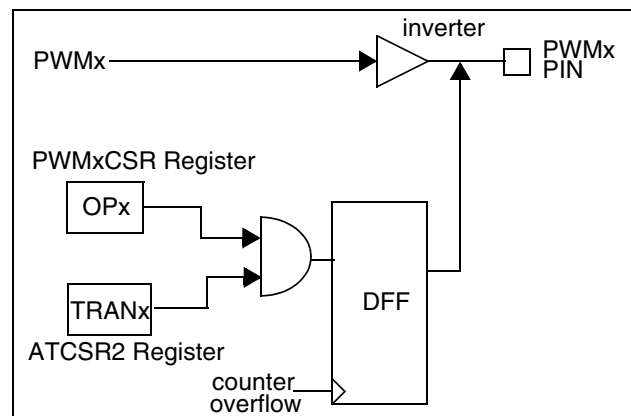 inverter
PWMx
PWMx
PIN
PWMxCSR Register
OPx
TRANx
ATCSR2 Register
DFF
counter
overflow